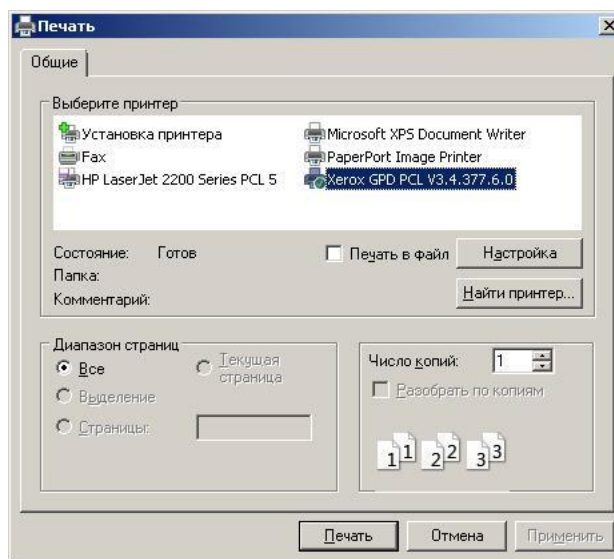 Печать
Общие
Выберите принтер
Установка принтера
Microsoft XPS Document Writer
Fax
PaperPort Image Printer
HP LaserJet 2200 Series PCL 5
Xerox GPD PCL V3.4.377.6.0
Состояние: Готов
Печать в файл
Настройка
Папка:
Комментарий:
Найти принтер...
Диапазон страниц
Все
Текущая
страница
Выделение
Страницы:
Число копий: 1
Разобрать по копиям
1 1 2 2 3 3
Печать
Отмена
Применить